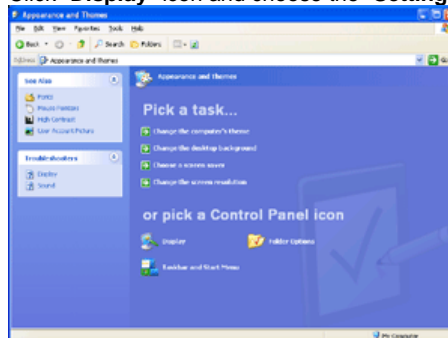 Click "Display" icon and choose the "Setting
Appearance and Themes
File Edit View Favorites Tools Help
Back Search Folders
Address Appearance and Themes Go
See Also
Fonts
Mouse Pointers
High Contrast
User Account Picture
Troubleshooters
Display
Sound
Appearance and Themes
Pick a task...
Change the computer's theme
Change the desktop background
Choose a screen saver
Change the screen resolution
or pick a Control Panel icon
Display
Folder Options
Taskbar and Start Menu
My Computer